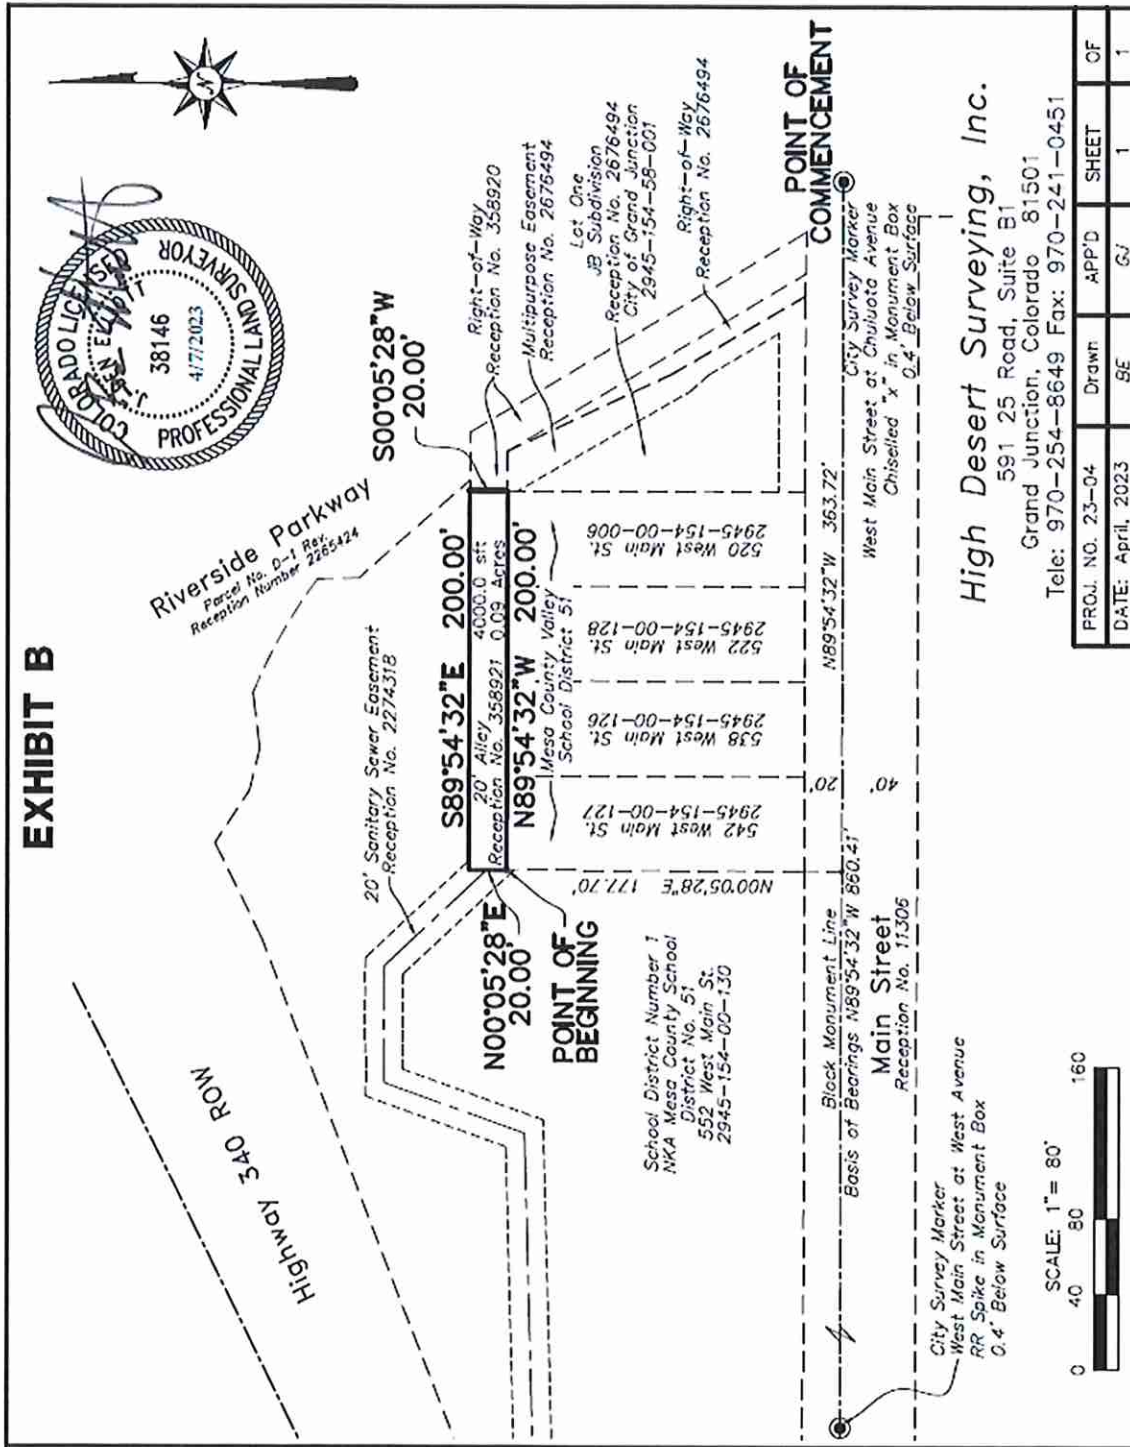 EXHIBIT B
COLORADO LICENSED
38146
4/7/2023
PROFESSIONAL LAND SURVEYOR
N
Highway 340 ROW
Riverside Parkway
Parcel No. D-1 Rev.
Reception Number 2265424
20' Sanitary Sewer Easement
Reception No. 2274318
S00°05'28"W
20.00'
Right-of-Way
Reception No. 358920
Multipurpose Easement
Reception No. 2676494
Lot One
JB Subdivision
Reception No. 2676494
City of Grand Junction
2945-154-58-001
Right-of-Way
Reception No. 2676494
S89°54'32"E 200.00'
20' Alley 4000.0 sft
Reception No. 358921 0.09 Acres
N89°54'32"W 200.00'
Mesa County Valley
School District 51
N00°05'28"E
20.00'
POINT OF
BEGINNING
542 West Main St.
2945-154-00-127
538 West Main St.
2945-154-00-126
522 West Main St.
2945-154-00-128
520 West Main St.
2945-154-00-006
N00°05'28"E 177.70'
School District Number 1
NKA Mesa County School
District No. 51
552 West Main St.
2945-154-00-130
POINT OF
COMMENCEMENT
20'
40'
N89°54'32"W 363.72'
Block Monument Line
Basis of Bearings N89°54'32"W 860.41'
Main Street
Reception No. 11306
City Survey Marker
West Main Street at Chuluota Avenue
Chiselled "x" in Monument Box
0.4' Below Surface
City Survey Marker
West Main Street at West Avenue
RR Spike in Monument Box
0.4' Below Surface
SCALE: 1"= 80'
0 40 80 160
High Desert Surveying, Inc.
591 25 Road, Suite B1
Grand Junction, Colorado 81501
Tele: 970-254-8649 Fax: 970-241-0451
PROJ. NO. 23-04 Drawn APP'D SHEET OF
DATE: April, 2023 BE GJ 1 1